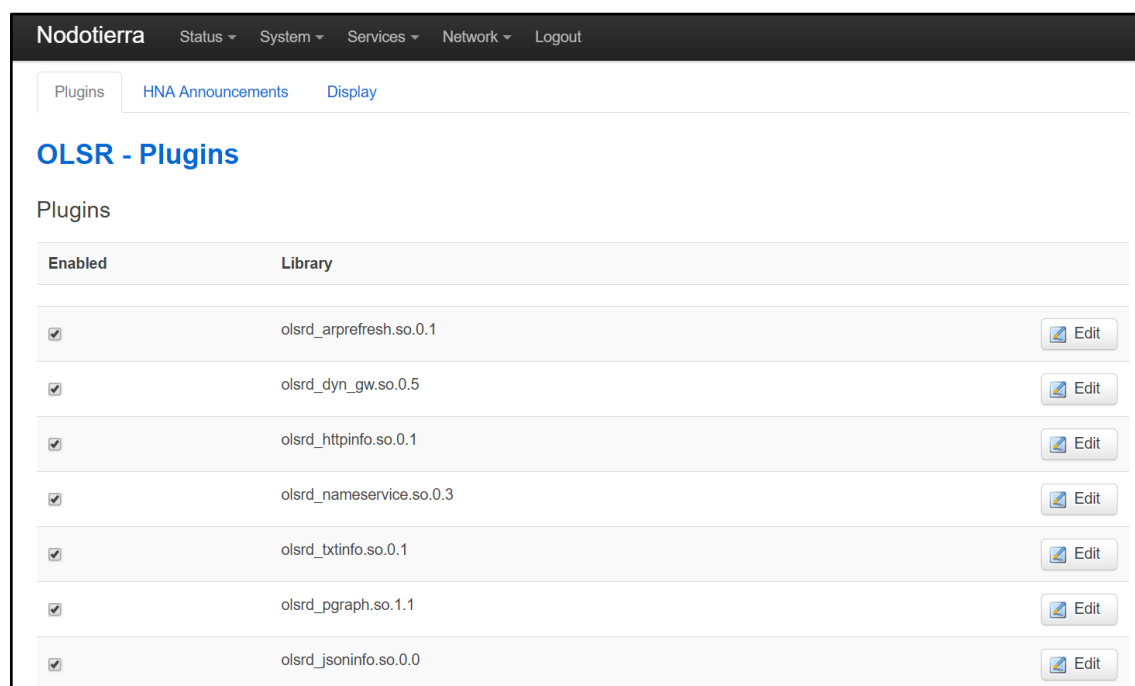 Nodotierra Status System Services Network Logout
Plugins HNA Announcements Display
OLSR - Plugins
Plugins
Enabled Library
olsrd_arprefresh.so.0.1 Edit
olsrd_dyn_gw.so.0.5 Edit
olsrd_httpinfo.so.0.1 Edit
olsrd_nameservice.so.0.3 Edit
olsrd_txtinfo.so.0.1 Edit
olsrd_pgraph.so.1.1 Edit
olsrd_jsoninfo.so.0.0 Edit